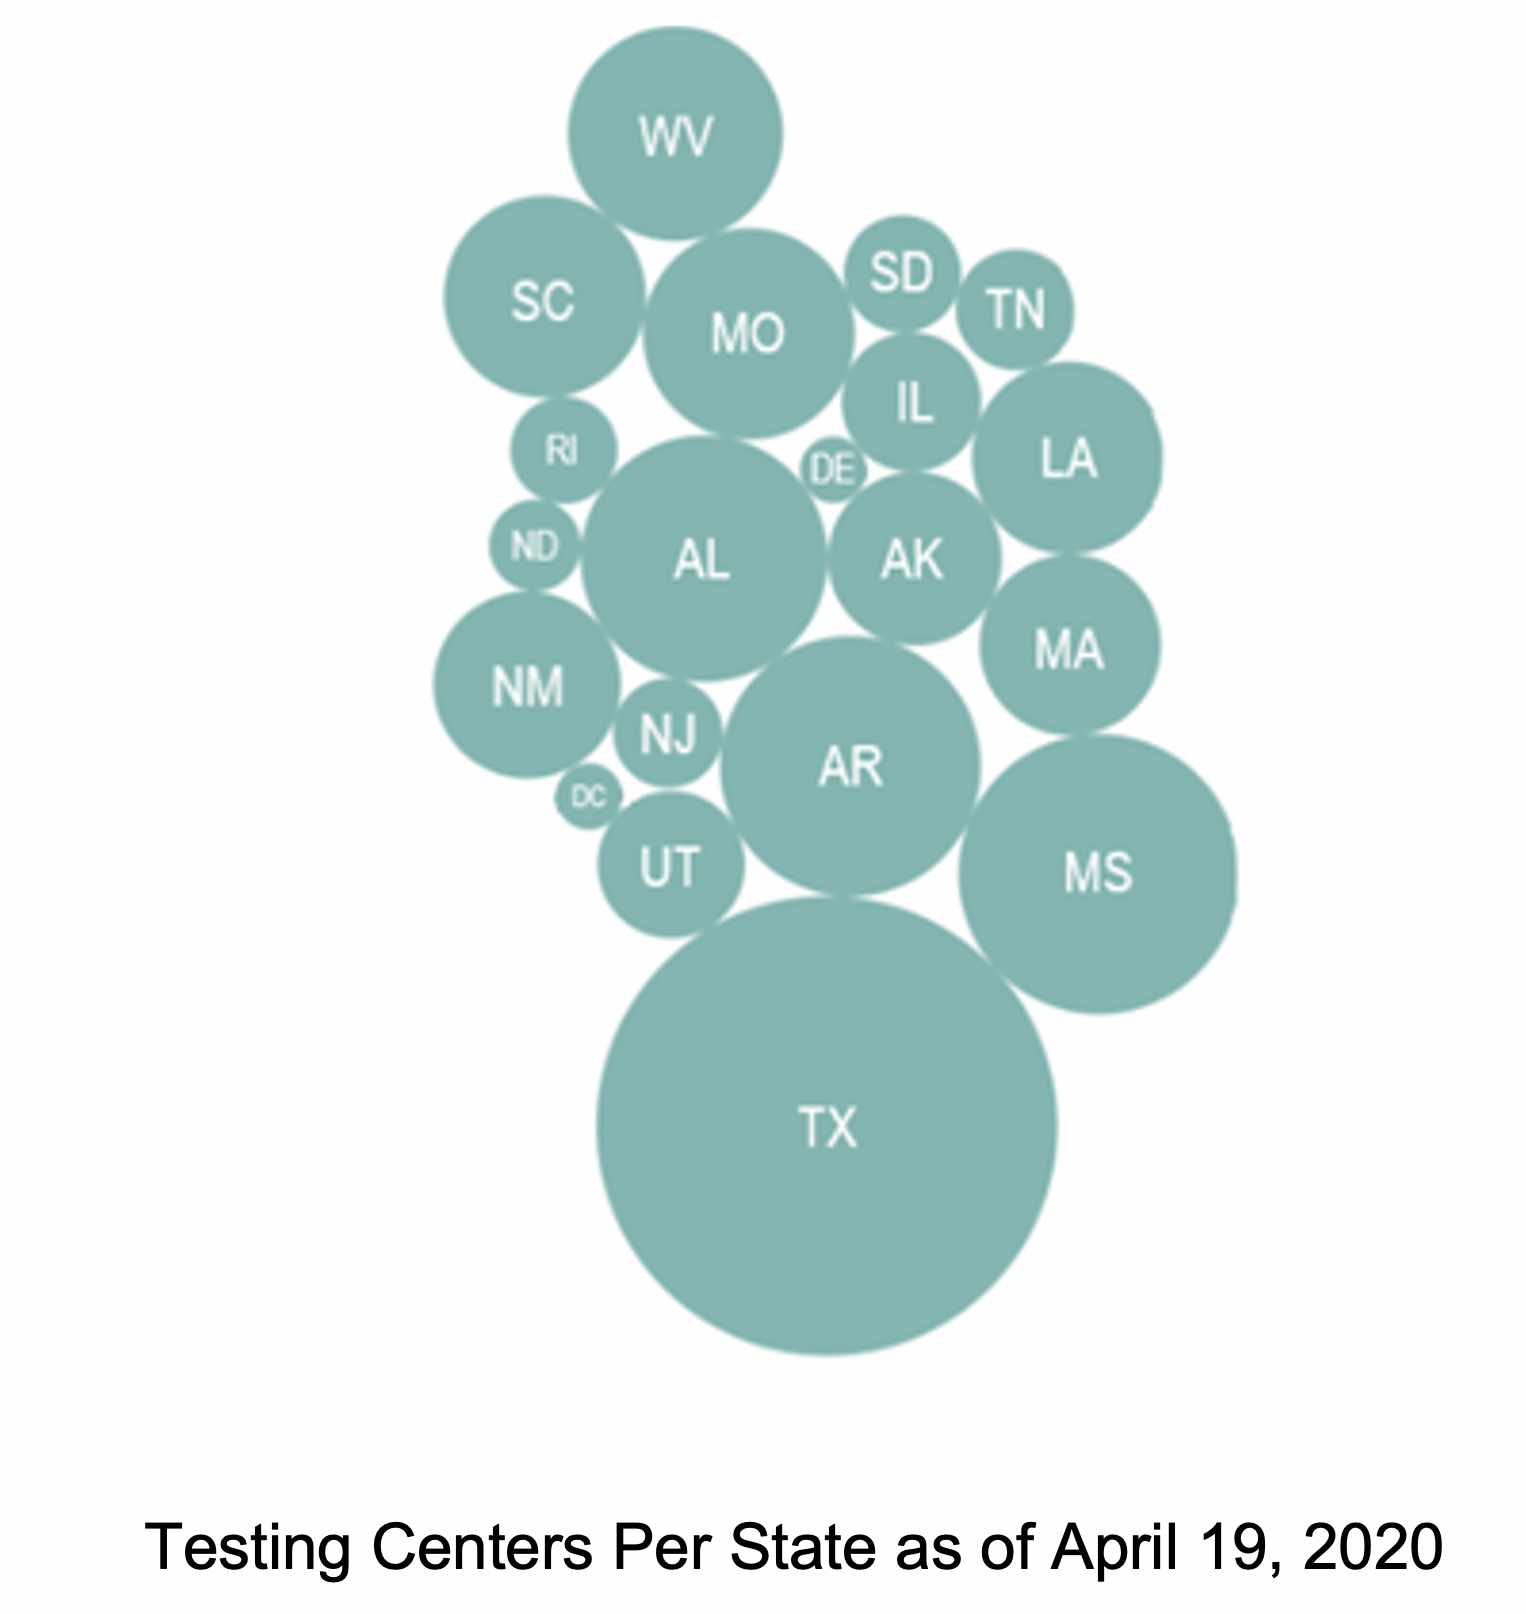 WV
SC
MO
SD
TN
IL
LA
RI
DE
ND
AL
AK
MA
NM
NJ
AR
DC
UT
MS
TX
Testing Centers Per State as of April 19, 2020